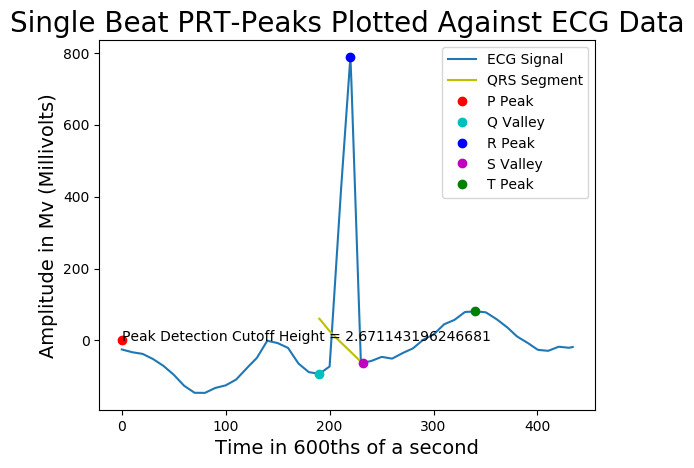 Single Beat PRT-Peaks Plotted Against ECG Data
800
600
400
200
0
Amplitude in Mv (Millivolts)
ECG Signal
QRS Segment
P Peak
Q Valley
R Peak
S Valley
T Peak
Peak Detection Cutoff Height = 2.671143196246681
0 100 200 300 400
Time in 600ths of a second